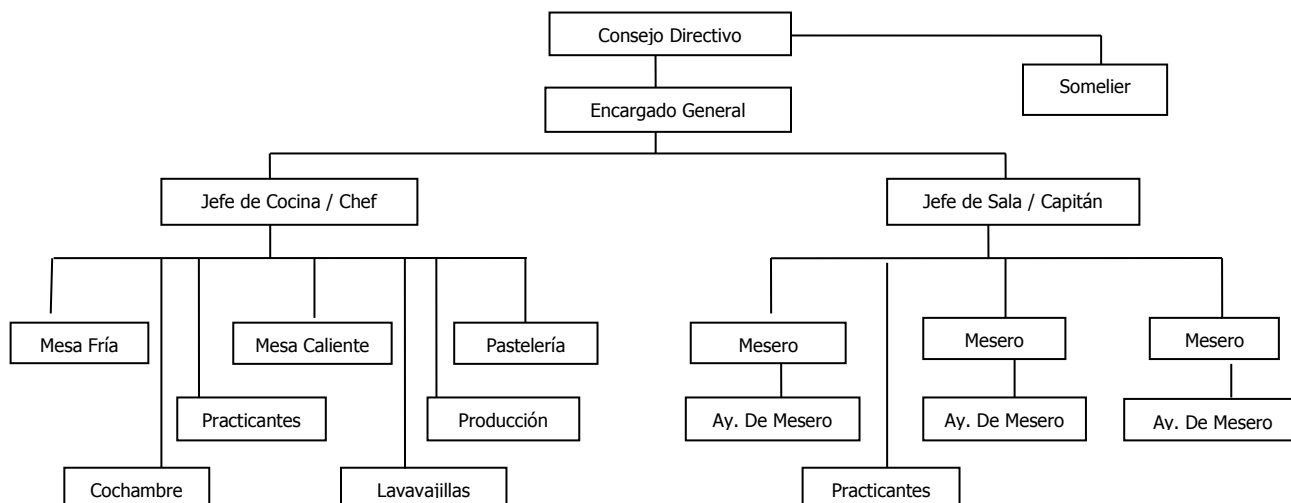 Consejo Directivo
Somelier
Encargado General
Jefe de Cocina / Chef
Jefe de Sala / Capitán
Mesa Fría
Mesa Caliente
Pastelería
Mesero
Mesero
Mesero
Practicantes
Producción
Ay. De Mesero
Ay. De Mesero
Av. De Mesero
Cochambre
Lavavajillas
Practicantes